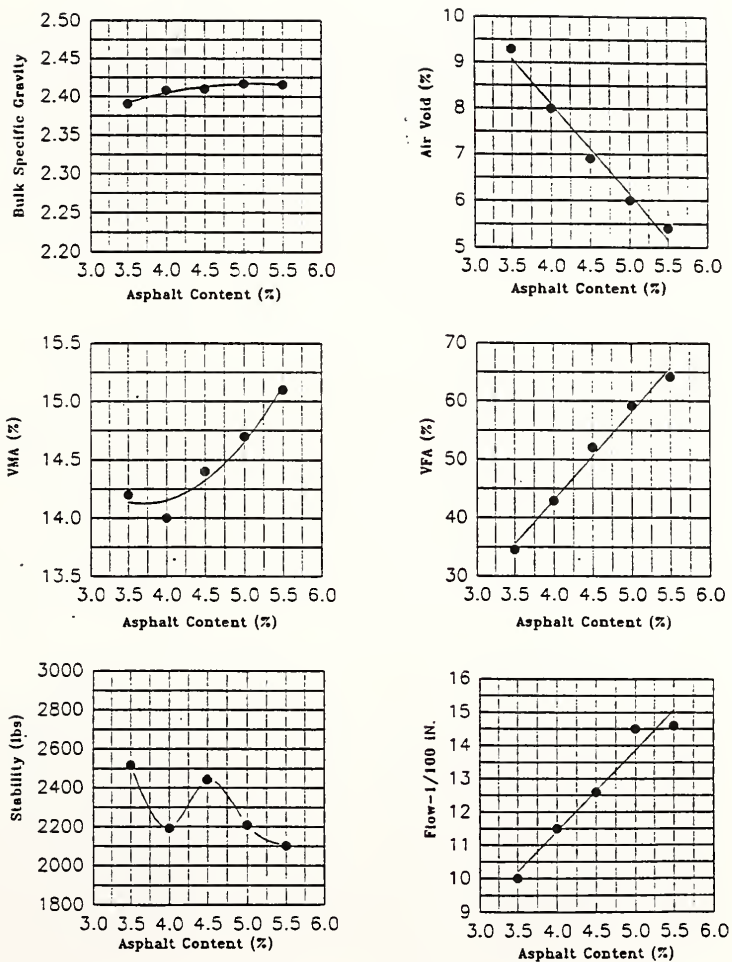 2.50
2.45
2.40
2.35
2.30
2.25
2.20
Bulk Specific Gravity
3.0 3.5 4.0 4.5 5.0 5.5 6.0
Asphalt Content (%)
10
9
8
7
6
5
Air Void (%)
3.0 3.5 4.0 4.5 5.0 5.5 6.0
Asphalt Content (%)
15.5
15.0
14.5
14.0
13.5
VMA (%)
3.0 3.5 4.0 4.5 5.0 5.5 6.0
Asphalt Content (%)
70
60
50
40
30
VFA (%)
3.0 3.5 4.0 4.5 5.0 5.5 6.0
Asphalt Content (%)
3000
2800
2600
2400
2200
2000
1800
Stability (lbs)
3.0 3.5 4.0 4.5 5.0 5.5 6.0
Asphalt Content (%)
16
15
14
13
12
11
10
9
Flow-1/100 IN.
3.0 3.5 4.0 4.5 5.0 5.5 6.0
Asphalt Content (%)